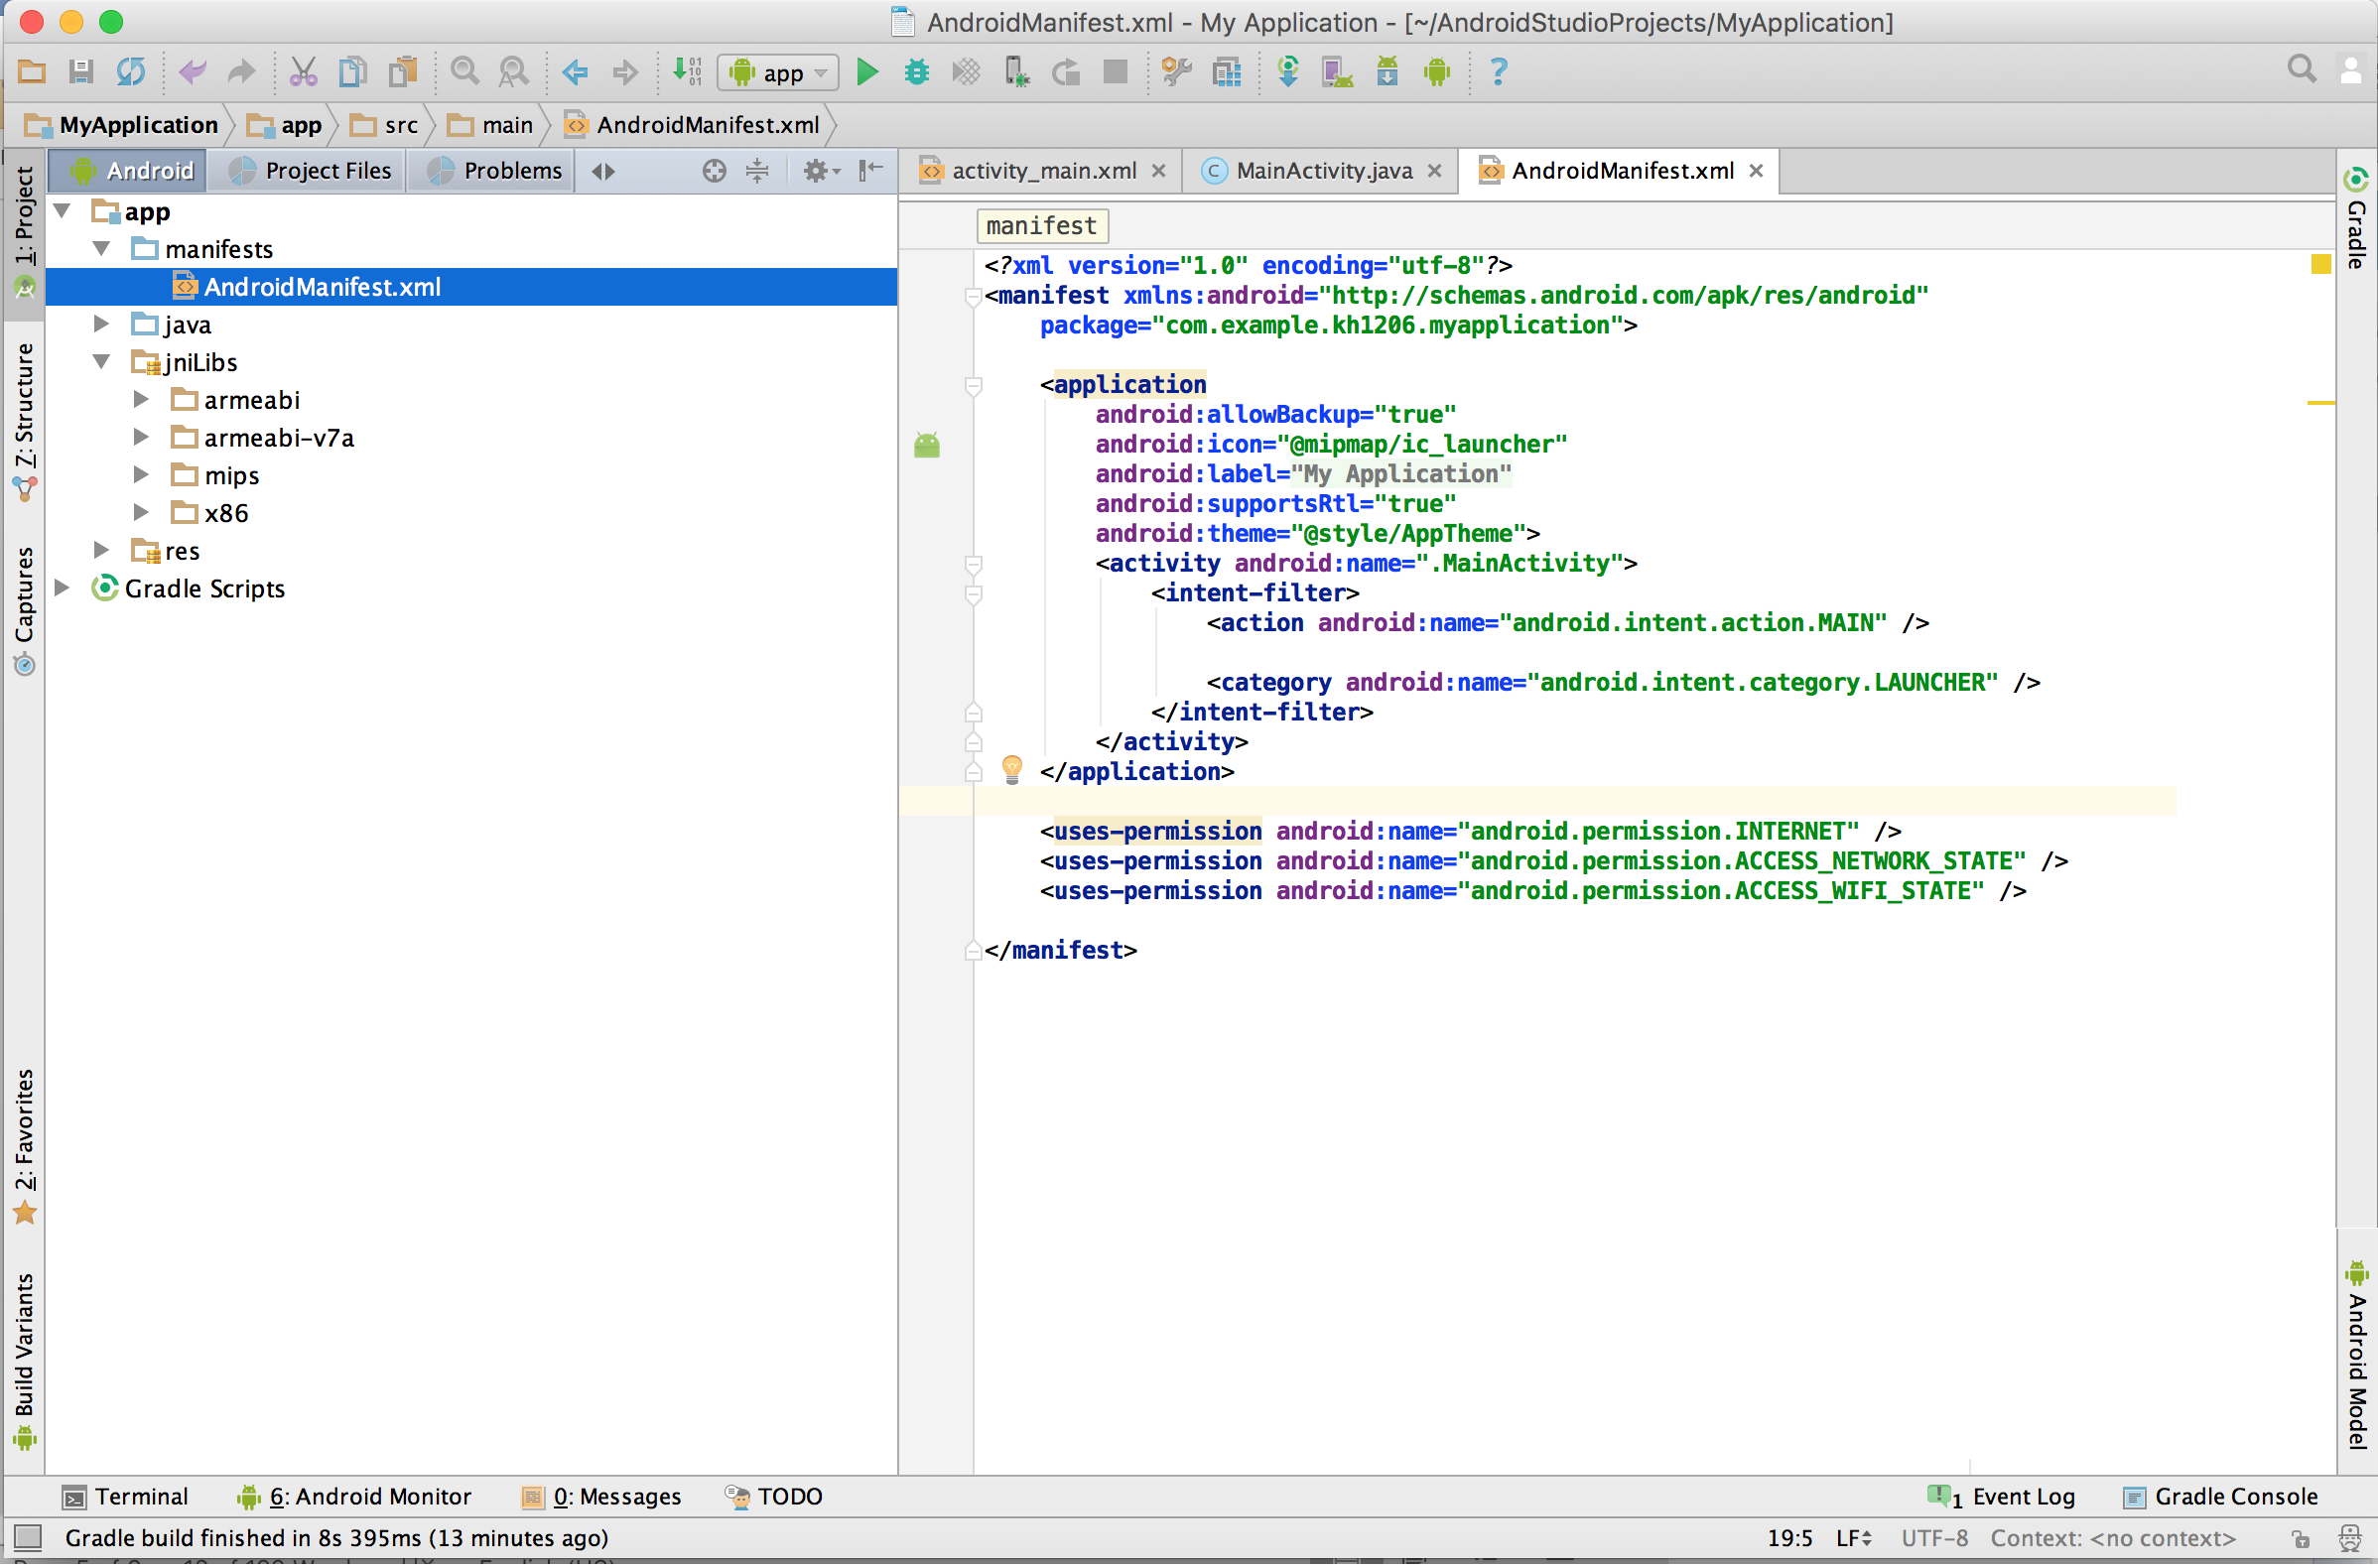 AndroidManifest.xml - My Application - [~/AndroidStudioProjects/MyApplication]
app
MyApplication app src main AndroidManifest.xml
Android Project Files Problems
activity_main.xml MainActivity.java AndroidManifest.xml
1: Project
7: Structure
Captures
2: Favorites
Build Variants
app
manifests
AndroidManifest.xml
java
jniLibs
armeabi
armeabi-v7a
mips
x86
res
Gradle Scripts
manifest
<?xml version="1.0" encoding="utf-8"?>
<manifest xmlns:android="http://schemas.android.com/apk/res/android"
package="com.example.kh1206.myapplication">
<application
android:allowBackup="true"
android:icon="@mipmap/ic_launcher"
android:label="My Application"
android:supportsRtl="true"
android:theme="@style/AppTheme">
<activity android:name=".MainActivity">
<intent-filter>
<action android:name="android.intent.action.MAIN" />
<category android:name="android.intent.category.LAUNCHER" />
</intent-filter>
</activity>
</application>
<uses-permission android:name="android.permission.INTERNET" />
<uses-permission android:name="android.permission.ACCESS_NETWORK_STATE" />
<uses-permission android:name="android.permission.ACCESS_WIFI_STATE" />
</manifest>
Gradle
Android Model
Terminal 6: Android Monitor 0: Messages TODO 1 Event Log Gradle Console
Gradle build finished in 8s 395ms (13 minutes ago) 19:5 LF UTF-8 Context: <no context>